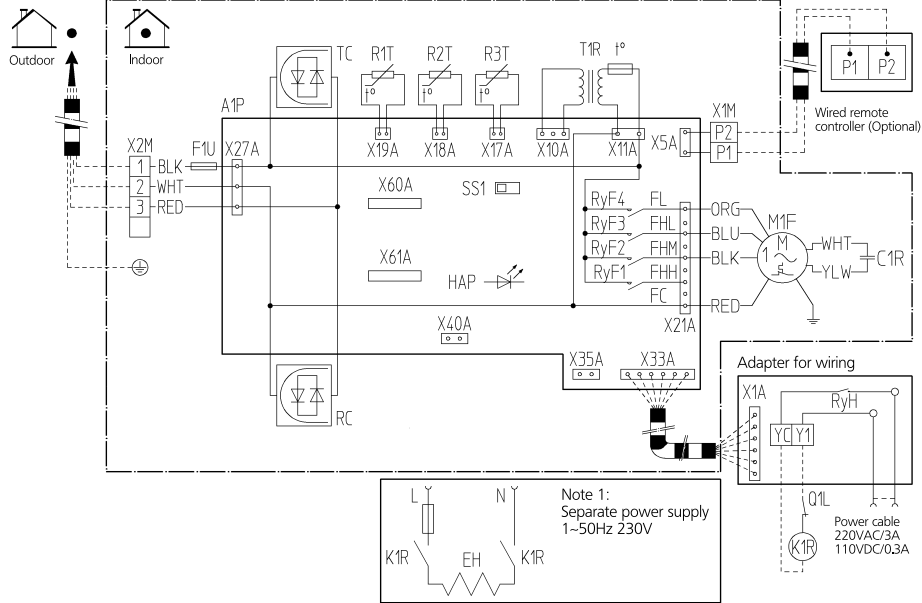 Outdoor
Indoor
TC
R1T
R2T
R3T
T1R
t°
t°
t°
t°
P1
P2
Wired remote
controller (Optional)
A1P
X1M
X2M
F1U
X27A
X19A
X18A
X17A
X10A
X11A
X5A
P2
P1
1
BLK
2
WHT
3
RED
X60A
SS1
RyF4
FL
ORG
RyF3
FHL
BLU
M1F
RyF2
FHM
BLK
M
1
WHT
C1R
YLW
X61A
HAP
RyF1
FHH
FC
RED
X21A
X40A
X35A
X33A
RC
Adapter for wiring
X1A
RyH
YC
Y1
Q1L
K1R
Power cable
220VAC/3A
110VDC/0.3A
L
N
Note 1:
Separate power supply
1~50Hz 230V
K1R
EH
K1R